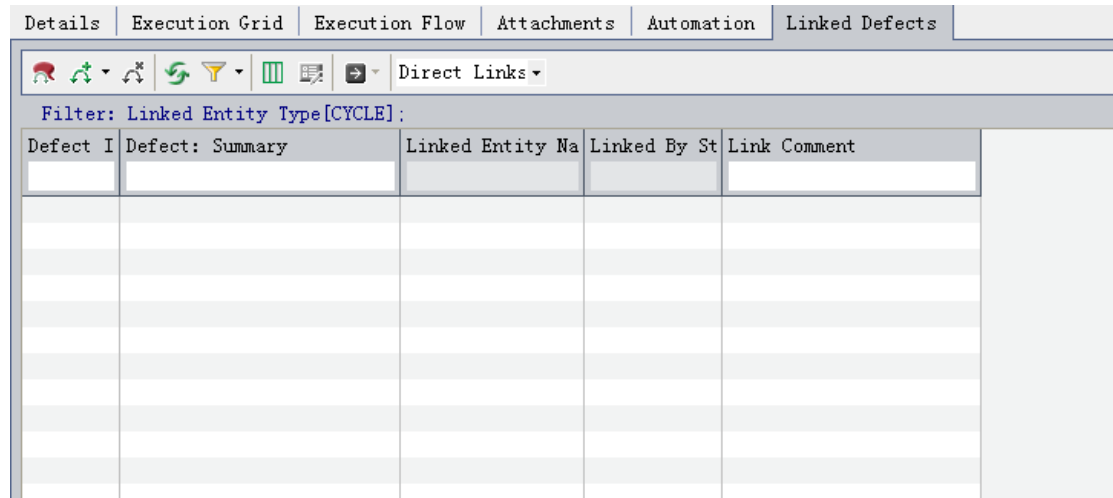 Details Execution Grid Execution Flow Attachments Automation Linked Defects
Direct Links
Filter: Linked Entity Type[CYCLE];
Defect I Defect: Summary Linked Entity Na Linked By St Link Comment